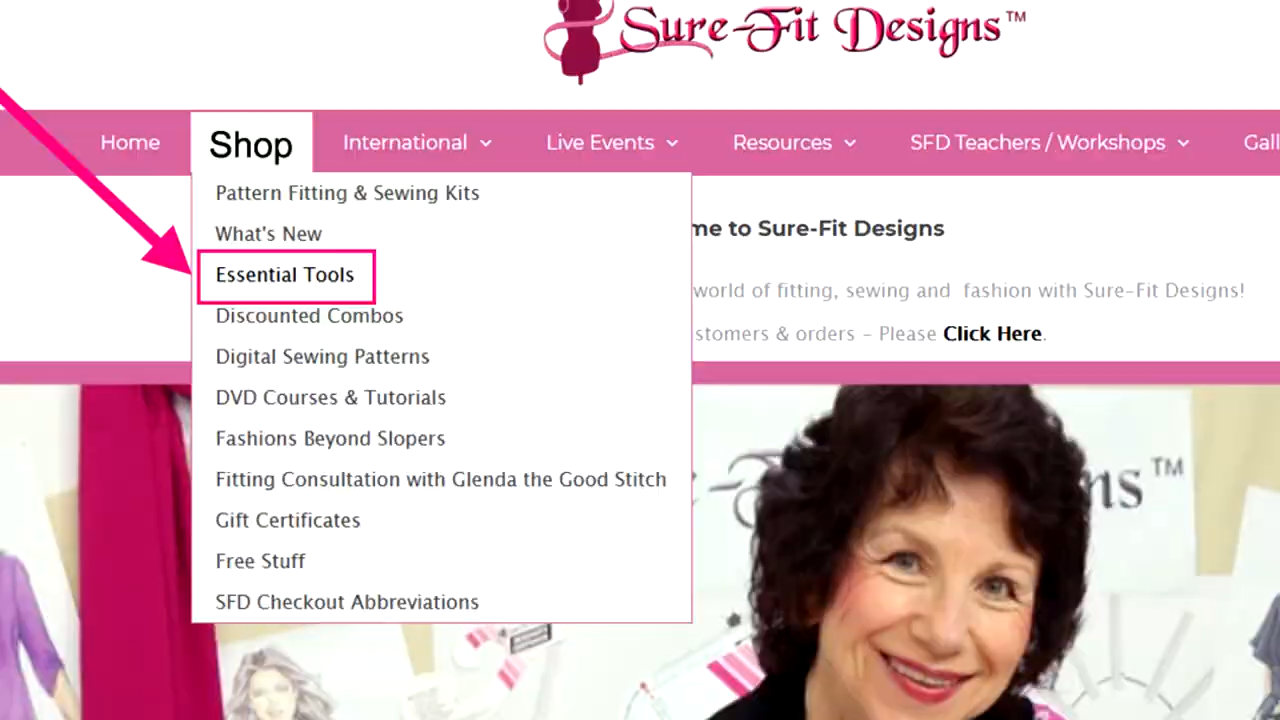 Sure-Fit Designs™
Home Shop International Live Events Resources SFD Teachers / Workshops Gall
Pattern Fitting & Sewing Kits
What's New
Essential Tools
Discounted Combos
Digital Sewing Patterns
DVD Courses & Tutorials
Fashions Beyond Slopers
Fitting Consultation with Glenda the Good Stitch
Gift Certificates
Free Stuff
SFD Checkout Abbreviations
me to Sure-Fit Designs
world of fitting, sewing and fashion with Sure-Fit Designs!
stomers & orders – Please Click Here.
ns™